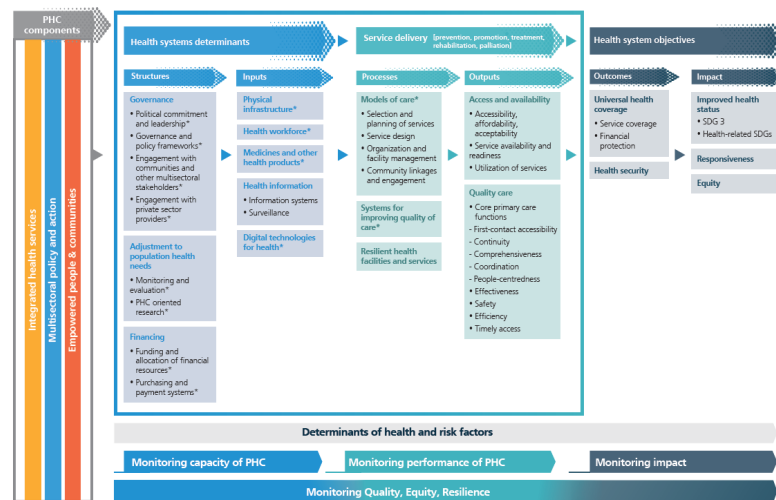 PHC
components
Integrated health services
Multisectoral policy and action
Empowered people & communities
Health systems determinants
Service delivery [prevention, promotion, treatment,
rehabilitation, palliation]
Health system objectives
Structures
Inputs
Processes
Outputs
Outcomes
Impact
Governance
• Political commitment
and leadership*
• Governance and
policy frameworks*
• Engagement with
communities and
other multisectoral
stakeholders*
• Engagement with
private sector
providers*
Adjustment to
population health
needs
• Monitoring and
evaluation*
• PHC oriented
research*
Financing
• Funding and
allocation of financial
resources*
• Purchasing and
payment systems*
Physical
infrastructure*
Health workforce*
Medicines and other
health products*
Health information
• Information systems
• Surveillance
Digital technologies
for health*
Models of care*
• Selection and
planning of services
• Service design
• Organization and
facility management
• Community linkages
and engagement
Systems for
improving quality of
care*
Resilient health
facilities and services
Access and availability
• Accessibility,
affordability,
acceptability
• Service availability and
readiness
• Utilization of services
Quality care
• Core primary care
functions
- First-contact accessibility
- Continuity
- Comprehensiveness
- Coordination
- People-centredness
• Effectiveness
• Safety
• Efficiency
• Timely access
Universal health
coverage
• Service coverage
• Financial
protection
Health security
Improved health
status
• SDG 3
• Health-related SDGs
Responsiveness
Equity
Determinants of health and risk factors
Monitoring capacity of PHC
Monitoring performance of PHC
Monitoring impact
Monitoring Quality, Equity, Resilience